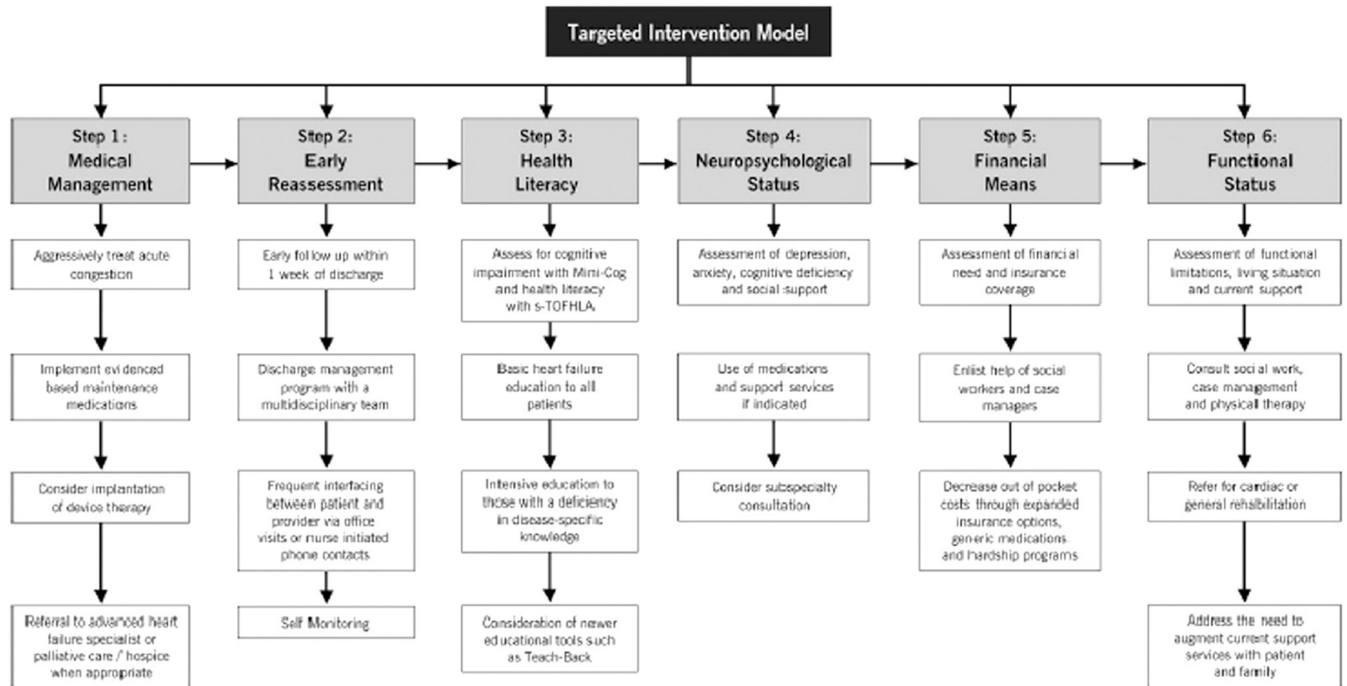 Targeted Intervention Model
Step 1:
Medical
Management
Step 2:
Early
Reassessment
Step 3:
Health
Literacy
Step 4:
Neuropsychological
Status
Step 5:
Financial
Means
Step 6:
Functional
Status
Aggressively treat acute
congestion
Implement evidenced
based maintenance
medications
Consider implantation
of device therapy
Referral to advanced heart
failure specialist or
palliative care / hospice
when appropriate
Early follow up within
1 week of discharge
Discharge management
program with a
multidisciplinary team
Frequent interfacing
between patient and
provider via office
visits or nurse initiated
phone contacts
Self Monitoring
Assess for cognitive
impairment with Mini-Cog
and health literacy
with s-TOFHLA.
Basic heart failure
education to all
patients
Intensive education to
those with a deficiency
in disease-specific
knowledge
Consideration of newer
educational tools such
as Teach-Back
Assessment of depression,
anxiety, cognitive deficiency
and social support
Use of medications
and support services
if indicated
Consider subspecialty
consultation
Assessment of financial
need and insurance
coverage
Enlist help of social
workers and case
managers
Decrease out of pocket
costs through expanded
insurance options,
generic medications
and hardship programs
Assessment of functional
limitations, living situation
and current support
Consult social work,
case management
and physical therapy
Refer for cardiac or
general rehabilitation
Address the need to
augment current support
services with patient
and family